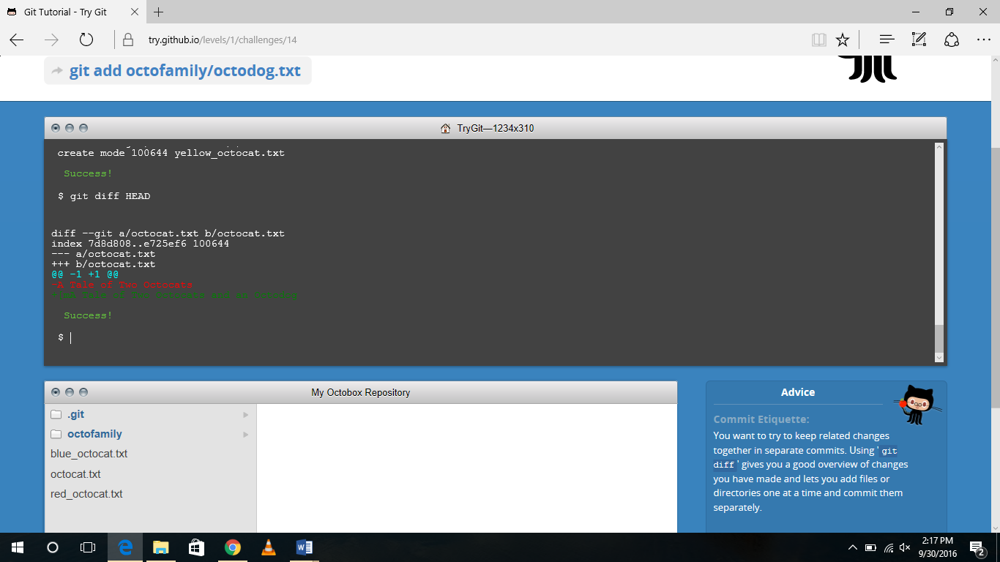 Git Tutorial - Try Git
try.github.io/levels/1/challenges/14
git add octofamily/octodog.txt
TryGit—1234x310
create mode 100644 yellow_octocat.txt
Success!
$ git diff HEAD
diff --git a/octocat.txt b/octocat.txt
index 7d8d808..e725ef6 100644
--- a/octocat.txt
+++ b/octocat.txt
@@ -1 +1 @@
-A Tale of Two Octocats
+[mA Tale of Two Octocats and an Octodog
Success!
$
My Octobox Repository
.git
octofamily
blue_octocat.txt
octocat.txt
red_octocat.txt
Advice
Commit Etiquette:
You want to try to keep related changes
together in separate commits. Using 'git
diff' gives you a good overview of changes
you have made and lets you add files or
directories one at a time and commit them
separately.
2:17 PM
9/30/2016
2